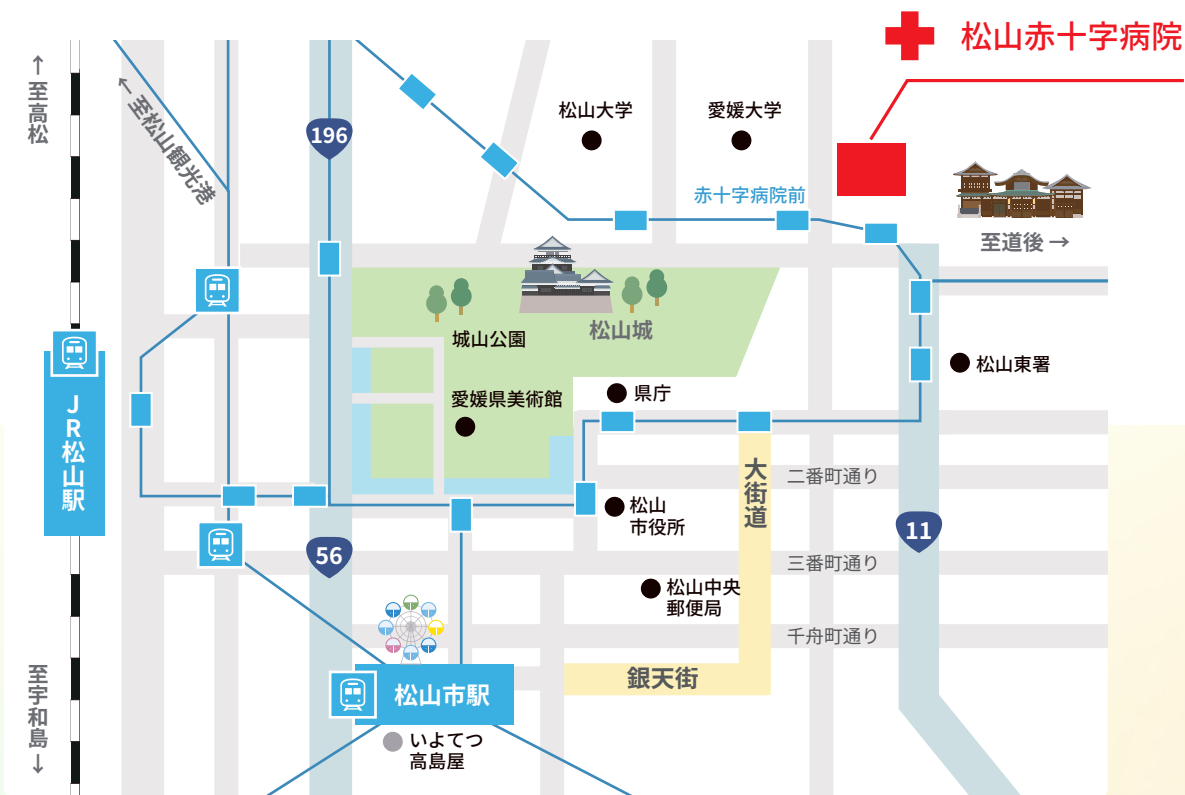 松山赤十字病院
↑至高松
←至松山観光港
196
松山大学
愛媛大学
赤十字病院前
至道後→
松山城
城山公園
愛媛県美術館
県庁
松山東署
JR松山駅
大街道
二番町通り
松山
市役所
11
56
三番町通り
松山中央
郵便局
千舟町通り
銀天街
松山市駅
至宇和島↓
いよてつ
高島屋